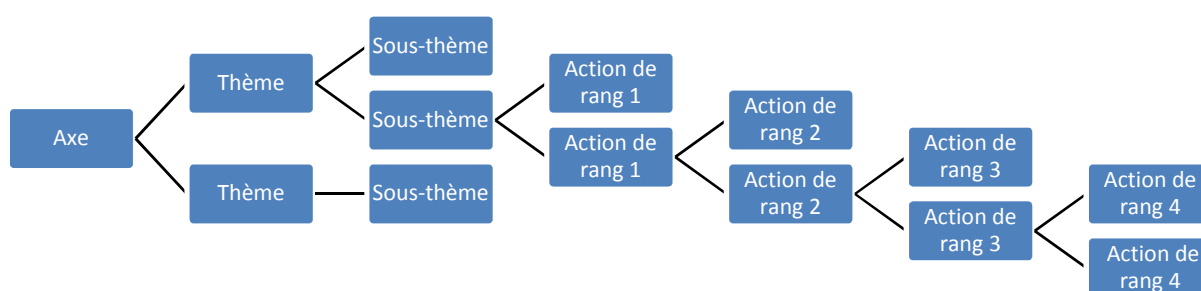 Axe
Thème
Thème
Sous-thème
Sous-thème
Sous-thème
Action de
rang 1
Action de
rang 1
Action de
rang 2
Action de
rang 2
Action de
rang 3
Action de
rang 3
Action de
rang 4
Action de
rang 4